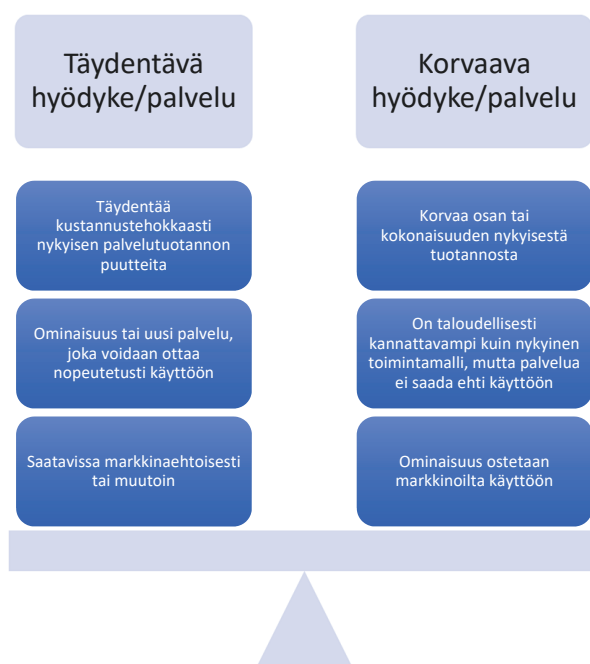 Täydentävä
hyödyke/palvelu
Täydentää
kustannustehokkaasti
nykyisen palvelutuotannon
puutteita
Ominaisuus tai uusi palvelu,
joka voidaan ottaa
nopeutetusti käyttöön
Saatavissa markkinaehtoisesti
tai muutoin
Korvaava
hyödyke/palvelu
Korvaa osan tai
kokonaisuuden nykyisestä
tuotannosta
On taloudellisesti
kannattavampi kuin nykyinen
toimintamalli, mutta palvelua
ei saada ehti käyttöön
Ominaisuus ostetaan
markkinoilta käyttöön